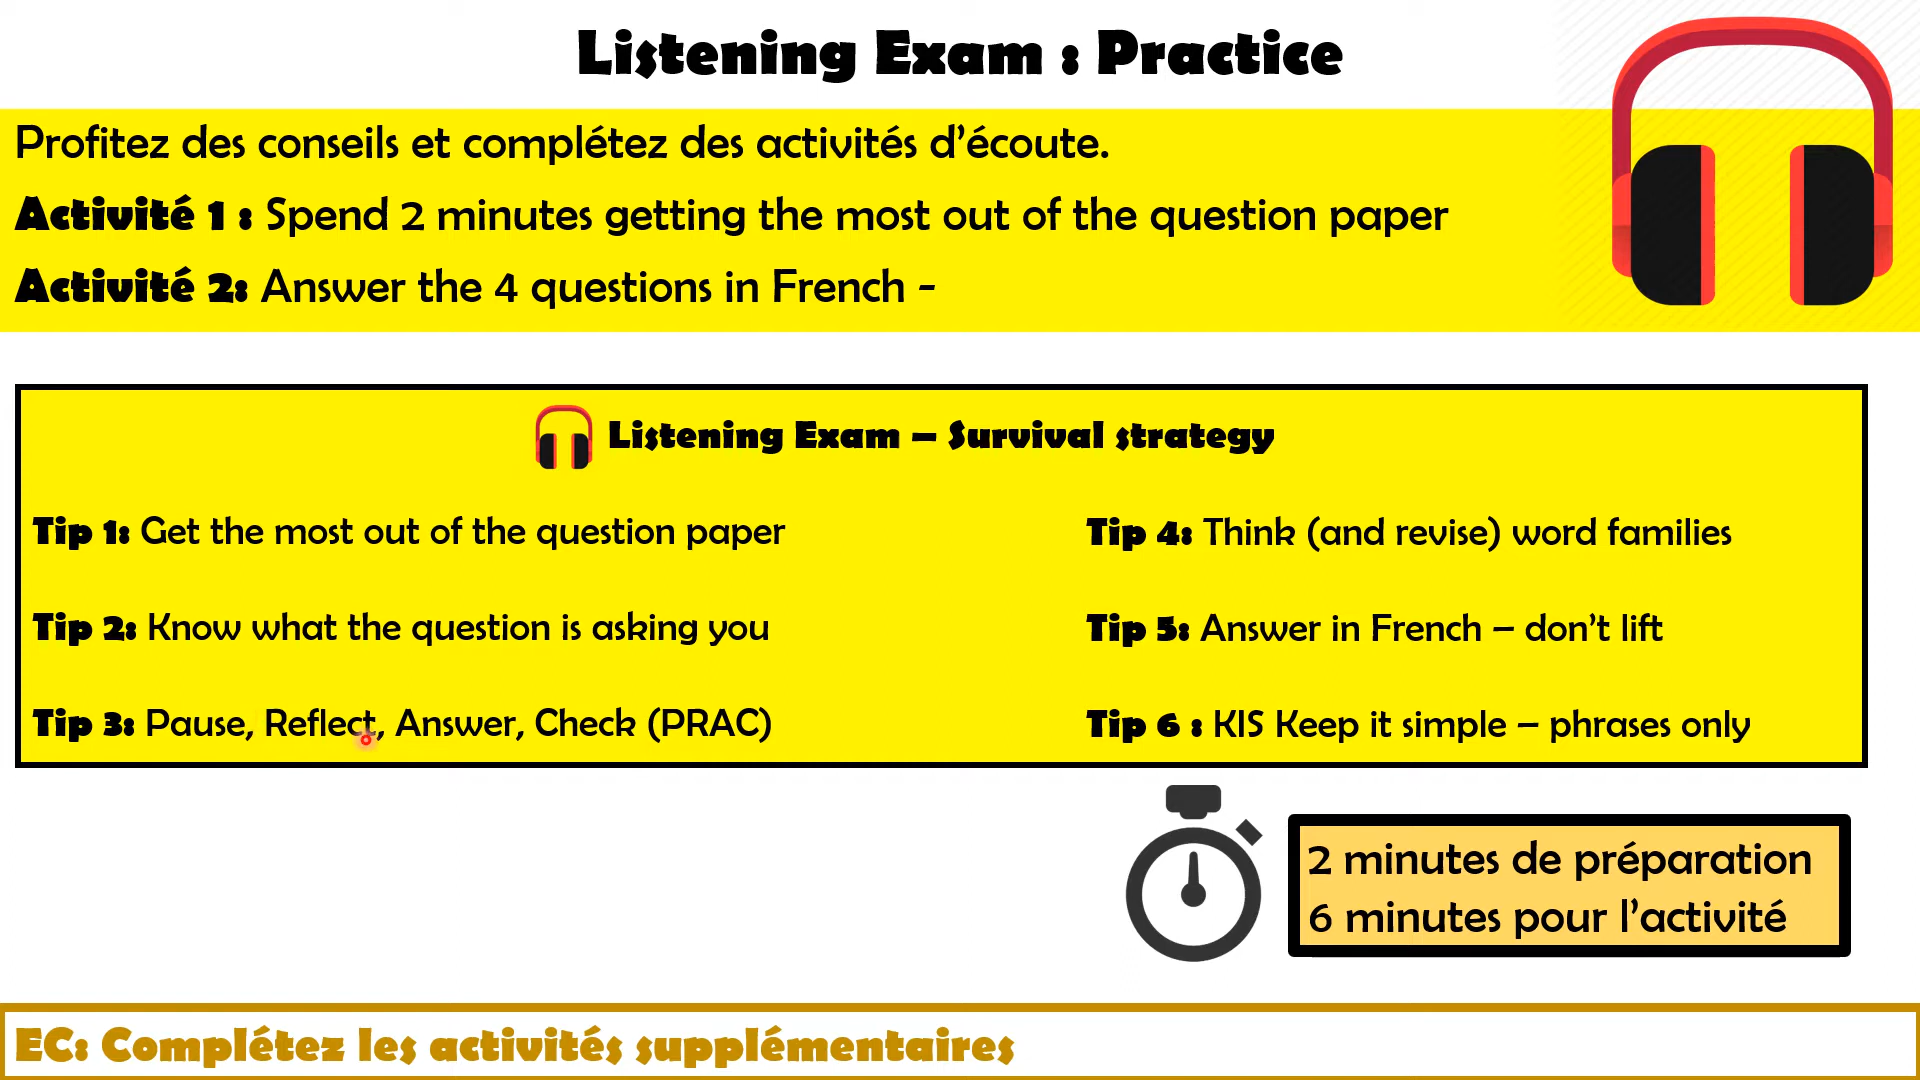 Listening Exam : Practice
Profitez des conseils et complétez des activités d’écoute.
Activité 1 : Spend 2 minutes getting the most out of the question paper
Activité 2: Answer the 4 questions in French -
Listening Exam – Survival strategy
Tip 1: Get the most out of the question paper
Tip 2: Know what the question is asking you
Tip 3: Pause, Reflect, Answer, Check (PRAC)
Tip 4: Think (and revise) word families
Tip 5: Answer in French – don’t lift
Tip 6 : KIS Keep it simple – phrases only
2 minutes de préparation
6 minutes pour l’activité
EC: Complétez les activités supplémentaires